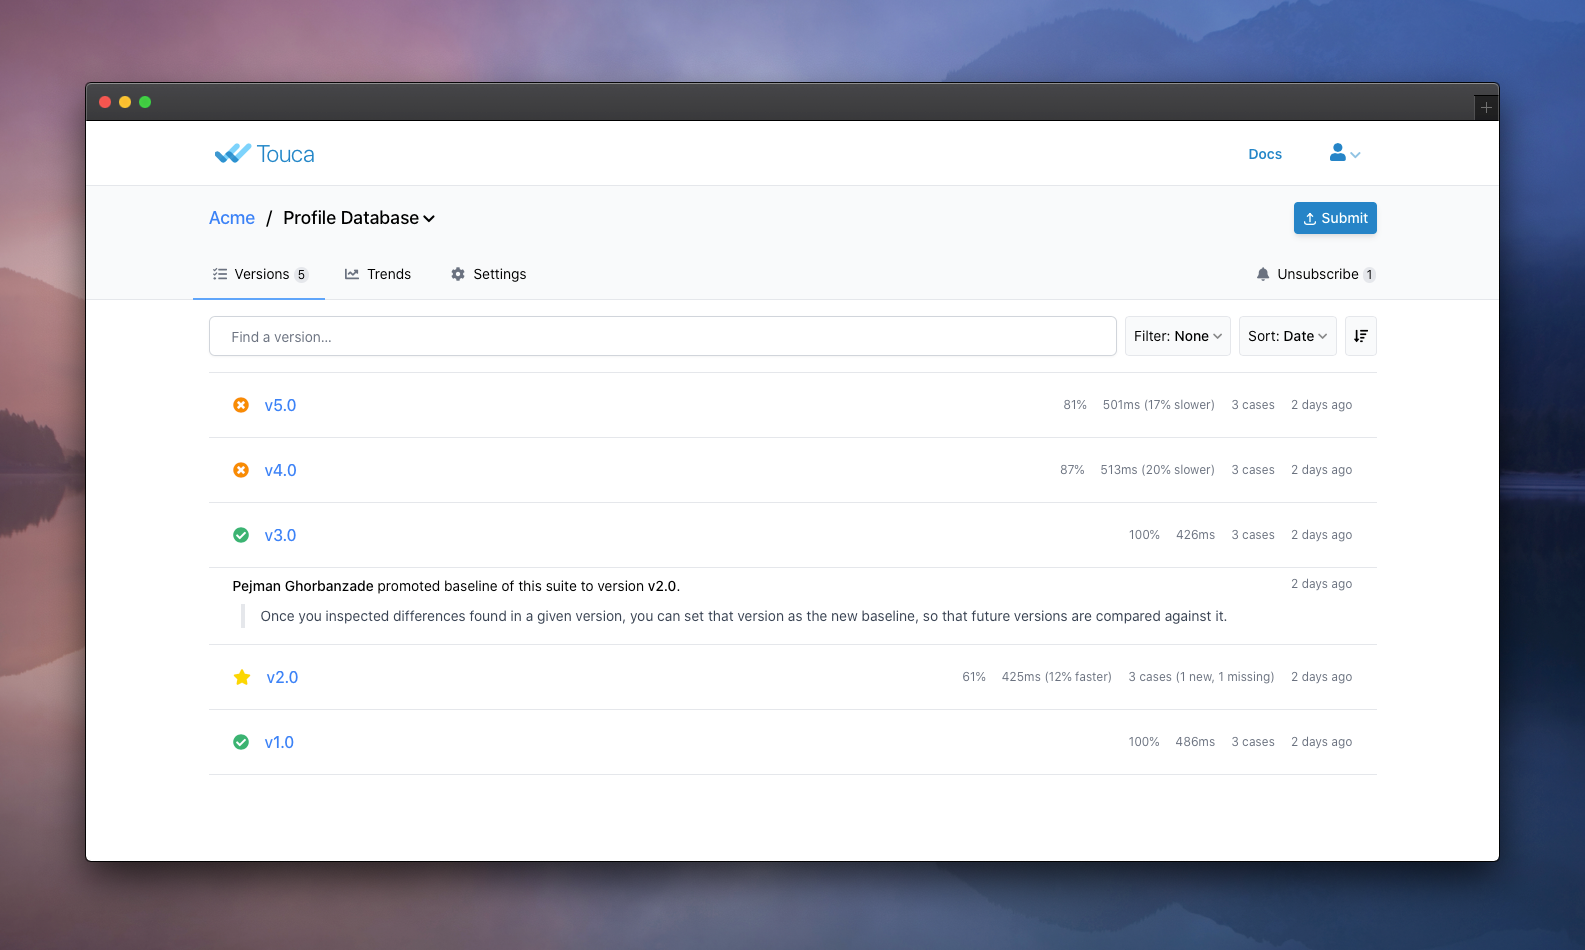 Touca
Docs
Acme / Profile Database
Submit
Versions 5 Trends Settings Unsubscribe 1
Find a version... Filter: None Sort: Date
v5.0 81% 501ms (17% slower) 3 cases 2 days ago
v4.0 87% 513ms (20% slower) 3 cases 2 days ago
v3.0 100% 426ms 3 cases 2 days ago
Pejman Ghorbanzade promoted baseline of this suite to version v2.0. 2 days ago
Once you inspected differences found in a given version, you can set that version as the new baseline, so that future versions are compared against it.
v2.0 61% 425ms (12% faster) 3 cases (1 new, 1 missing) 2 days ago
v1.0 100% 486ms 3 cases 2 days ago